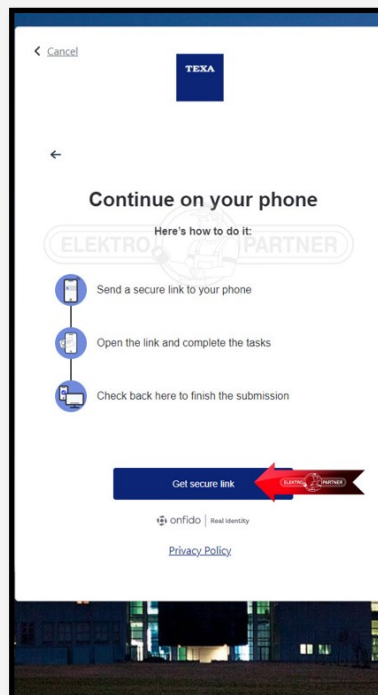 Cancel
TEXA
Continue on your phone
Here's how to do it:
ELEKTRO PARTNER
Send a secure link to your phone
Open the link and complete the tasks
Check back here to finish the submission
Get secure link
ELEKTRO PARTNER
onfido | Real Identity
Privacy Policy